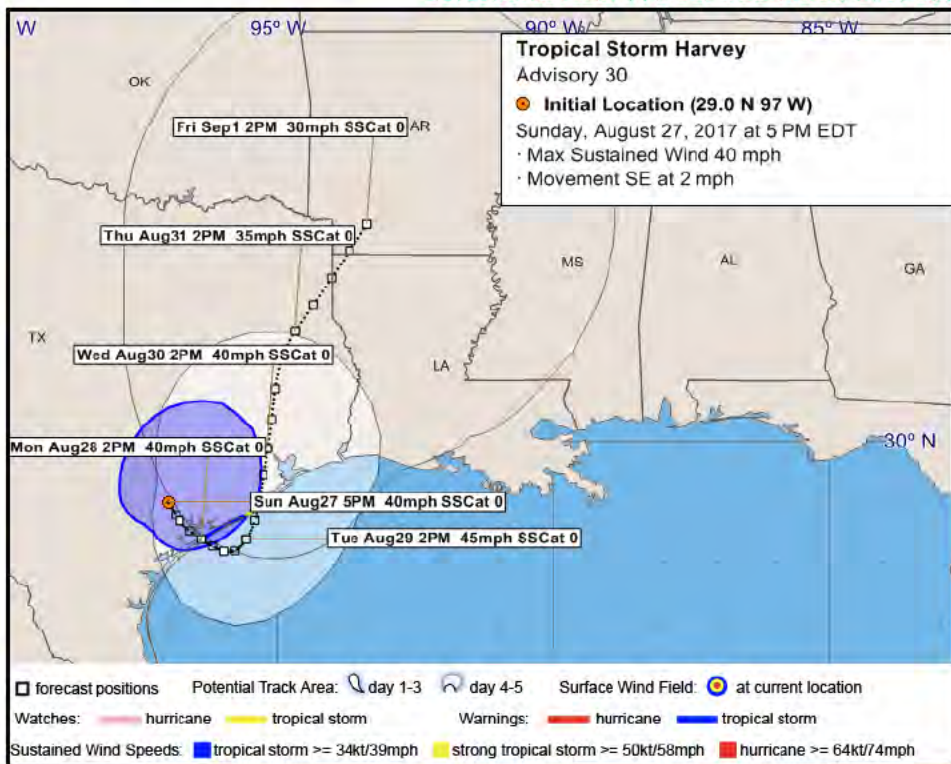 W
95° W
90° W
85° W
Tropical Storm Harvey
Advisory 30
Initial Location (29.0 N 97 W)
Sunday, August 27, 2017 at 5 PM EDT
· Max Sustained Wind 40 mph
· Movement SE at 2 mph
OK
Fri Sep1 2PM 30mph SSCat 0
AR
Thu Aug31 2PM 35mph SSCat 0
MS
AL
GA
TX
Wed Aug30 2PM 40mph SSCat 0
LA
Mon Aug28 2PM 40mph SSCat 0
30° N
Sun Aug27 5PM 40mph SSCat 0
Tue Aug29 2PM 45mph SSCat 0
forecast positions Potential Track Area: day 1-3 day 4-5 Surface Wind Field: at current location
Watches: hurricane tropical storm Warnings: hurricane tropical storm
Sustained Wind Speeds: tropical storm >= 34kt/39mph strong tropical storm >= 50kt/58mph hurricane >= 64kt/74mph